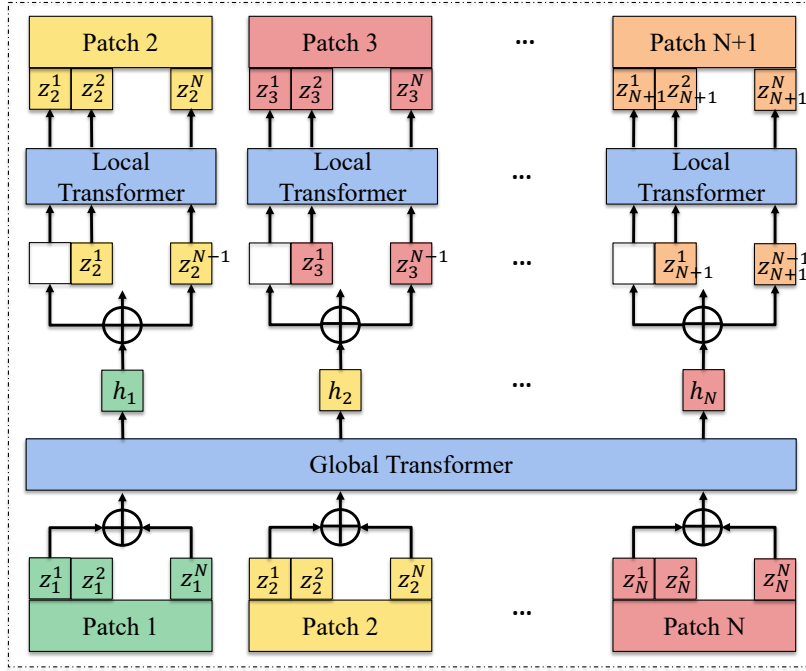 Patch 2 Patch 3 ... Patch N+1
z_2^1 z_2^2 z_2^N z_3^1 z_3^2 z_3^N z_{N+1}^1 z_{N+1}^2 z_{N+1}^N
Local Transformer Local Transformer ... Local Transformer
z_2^1 z_2^{N-1} z_3^1 z_3^{N-1} ... z_{N+1}^1 z_{N+1}^{N-1}
h_1 h_2 ... h_N
Global Transformer
z_1^1 z_1^2 z_1^N z_2^1 z_2^2 z_2^N z_N^1 z_N^2 z_N^N
Patch 1 Patch 2 ... Patch N